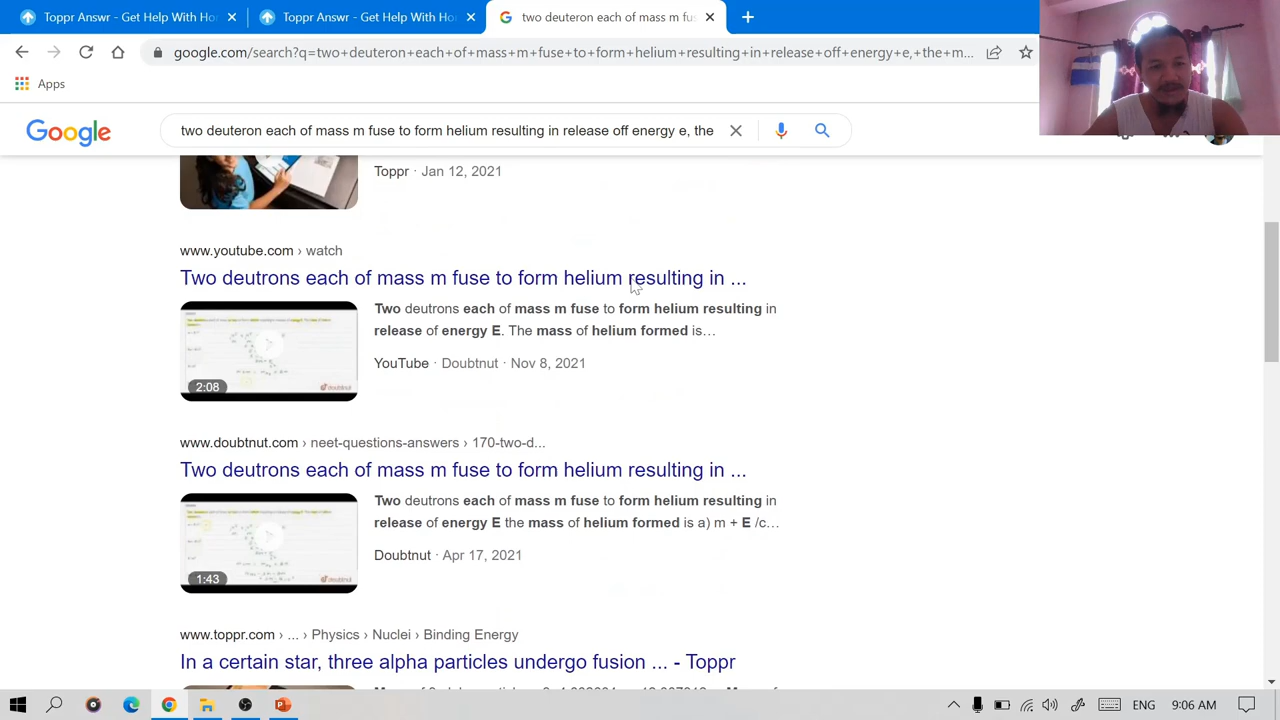 Toppr Answr - Get Help With Hor
Toppr Answr - Get Help With Hor
two deuteron each of mass m fus
google.com/search?q=two+deuteron+each+of+mass+m+fuse+to+form+helium+resulting+in+release+off+energy+e,+the+m...
Apps
Google
two deuteron each of mass m fuse to form helium resulting in release off energy e, the
Toppr · Jan 12, 2021
www.youtube.com › watch
Two deutrons each of mass m fuse to form helium resulting in ...
Two deutrons each of mass m fuse to form helium resulting in
release of energy E. The mass of helium formed is...
2:08
doubtnut
YouTube · Doubtnut · Nov 8, 2021
www.doubtnut.com › neet-questions-answers › 170-two-d...
Two deutrons each of mass m fuse to form helium resulting in ...
Two deutrons each of mass m fuse to form helium resulting in
release of energy E the mass of helium formed is a) m + E /c...
1:43
doubtnut
Doubtnut · Apr 17, 2021
www.toppr.com › ... › Physics › Nuclei › Binding Energy
In a certain star, three alpha particles undergo fusion ... - Toppr
ENG
9:06 AM